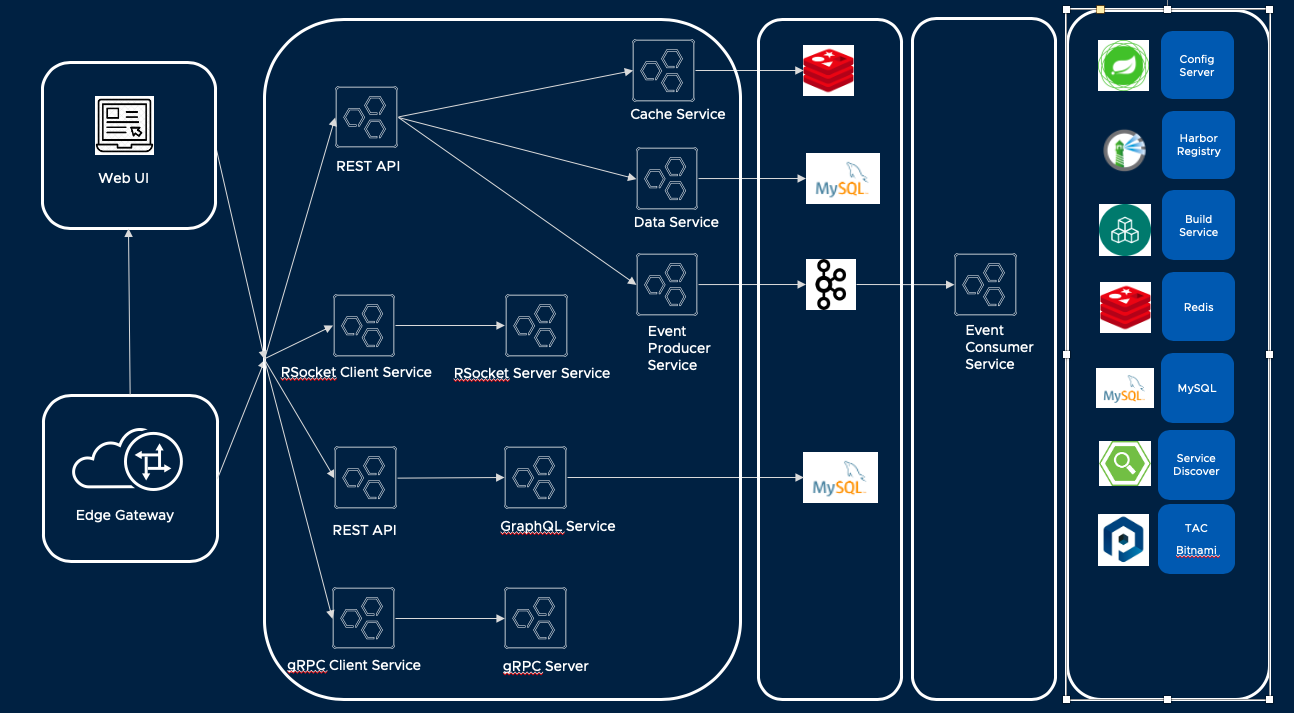 Web UI
Edge Gateway
REST API
Cache Service
Data Service
Event
Producer
Service
RSocket Client Service
RSocket Server Service
REST API
GraphQL Service
gRPC Client Service
gRPC Server
MySQL
MySQL
Event
Consumer
Service
Config
Server
Harbor
Registry
Build
Service
Redis
MySQL
MySQL
Service
Discover
TAC
Bitnami